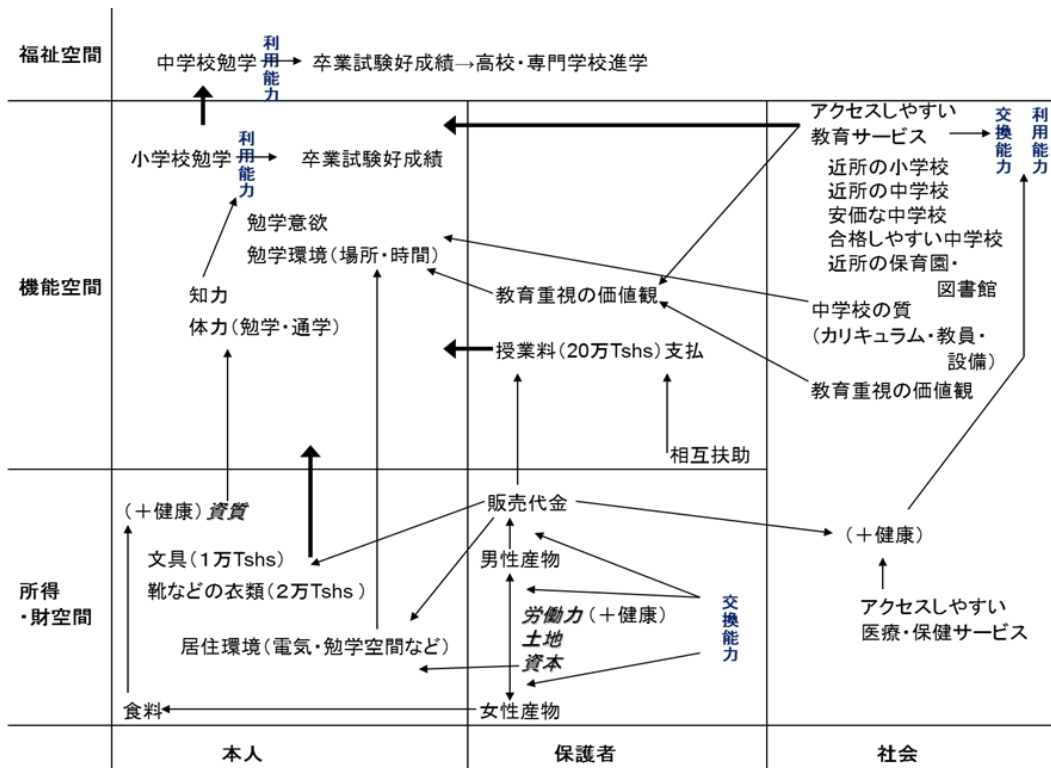 福祉空間
中学校勉学
利用能力
卒業試験好成績→高校・専門学校進学
機能空間
小学校勉学
利用能力
卒業試験好成績
勉学意欲
勉学環境(場所・時間)
知力
体力(勉学・通学)
教育重視の価値観
授業料(20万Tshs)支払
相互扶助
アクセスしやすい
教育サービス
交換能力
利用能力
近所の小学校
近所の中学校
安価な中学校
合格しやすい中学校
近所の保育園・
図書館
中学校の質
(カリキュラム・教員・
設備)
教育重視の価値観
所得
・財空間
(+健康)資質
文具(1万Tshs)
靴などの衣類(2万Tshs)
居住環境(電気・勉学空間など)
食料
販売代金
男性産物
労働力(+健康)
土地
資本
女性産物
交換能力
(+健康)
アクセスしやすい
医療・保健サービス
本人
保護者
社会